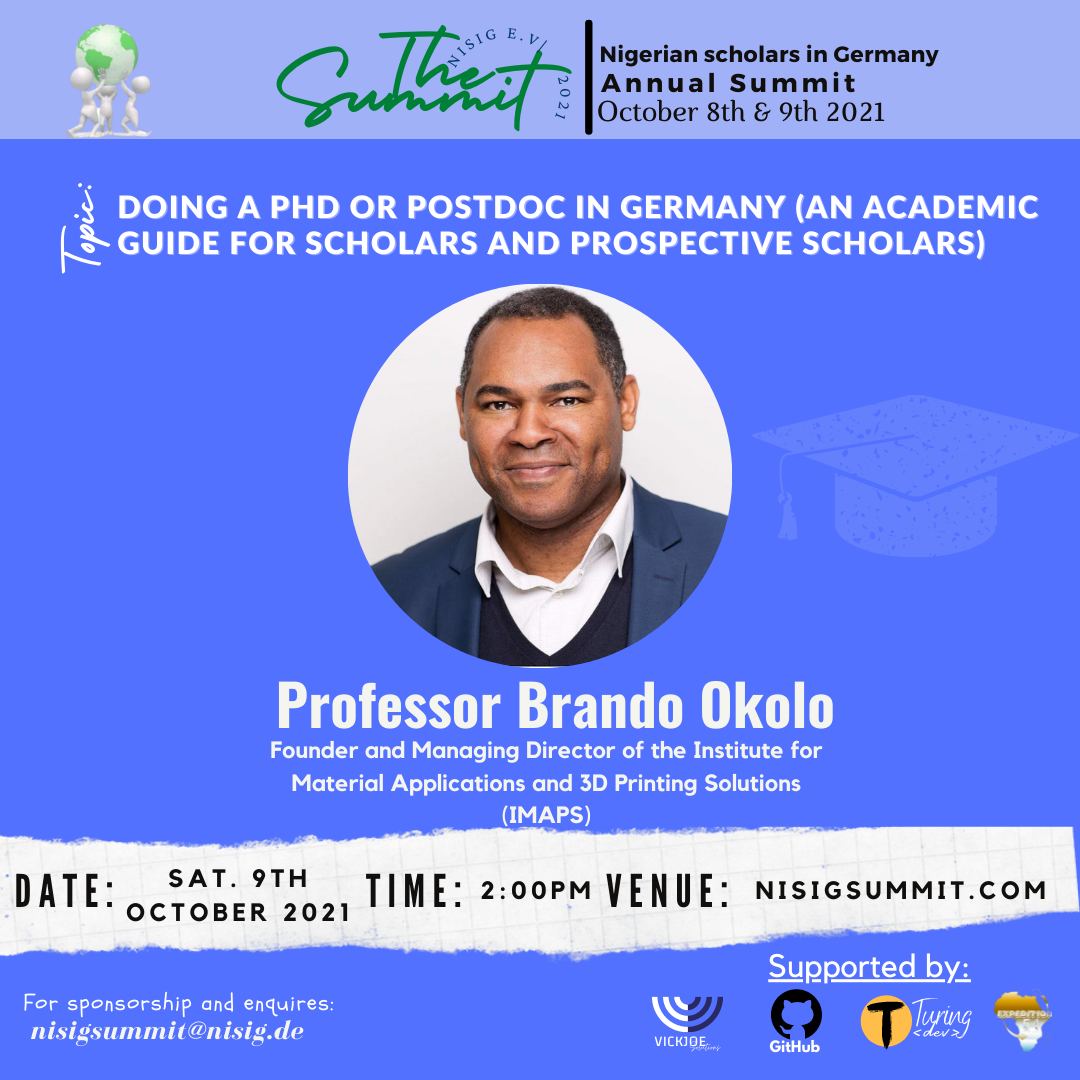 The
Summit
NISIG E.V
2021
Nigerian scholars in Germany
Annual Summit
October 8th & 9th 2021
Topic:
DOING A PHD OR POSTDOC IN GERMANY (AN ACADEMIC
GUIDE FOR SCHOLARS AND PROSPECTIVE SCHOLARS)
Professor Brando Okolo
Founder and Managing Director of the Institute for
Material Applications and 3D Printing Solutions
(IMAPS)
DATE:
SAT. 9TH
OCTOBER 2021
TIME:
2:00PM
VENUE:
NISIGSUMMIT.COM
Supported by:
For sponsorship and enquires:
nisigsummit@nisig.de
VICKJOE
Solutions
GitHub
T
Turing
<dev>
EXPEDITION